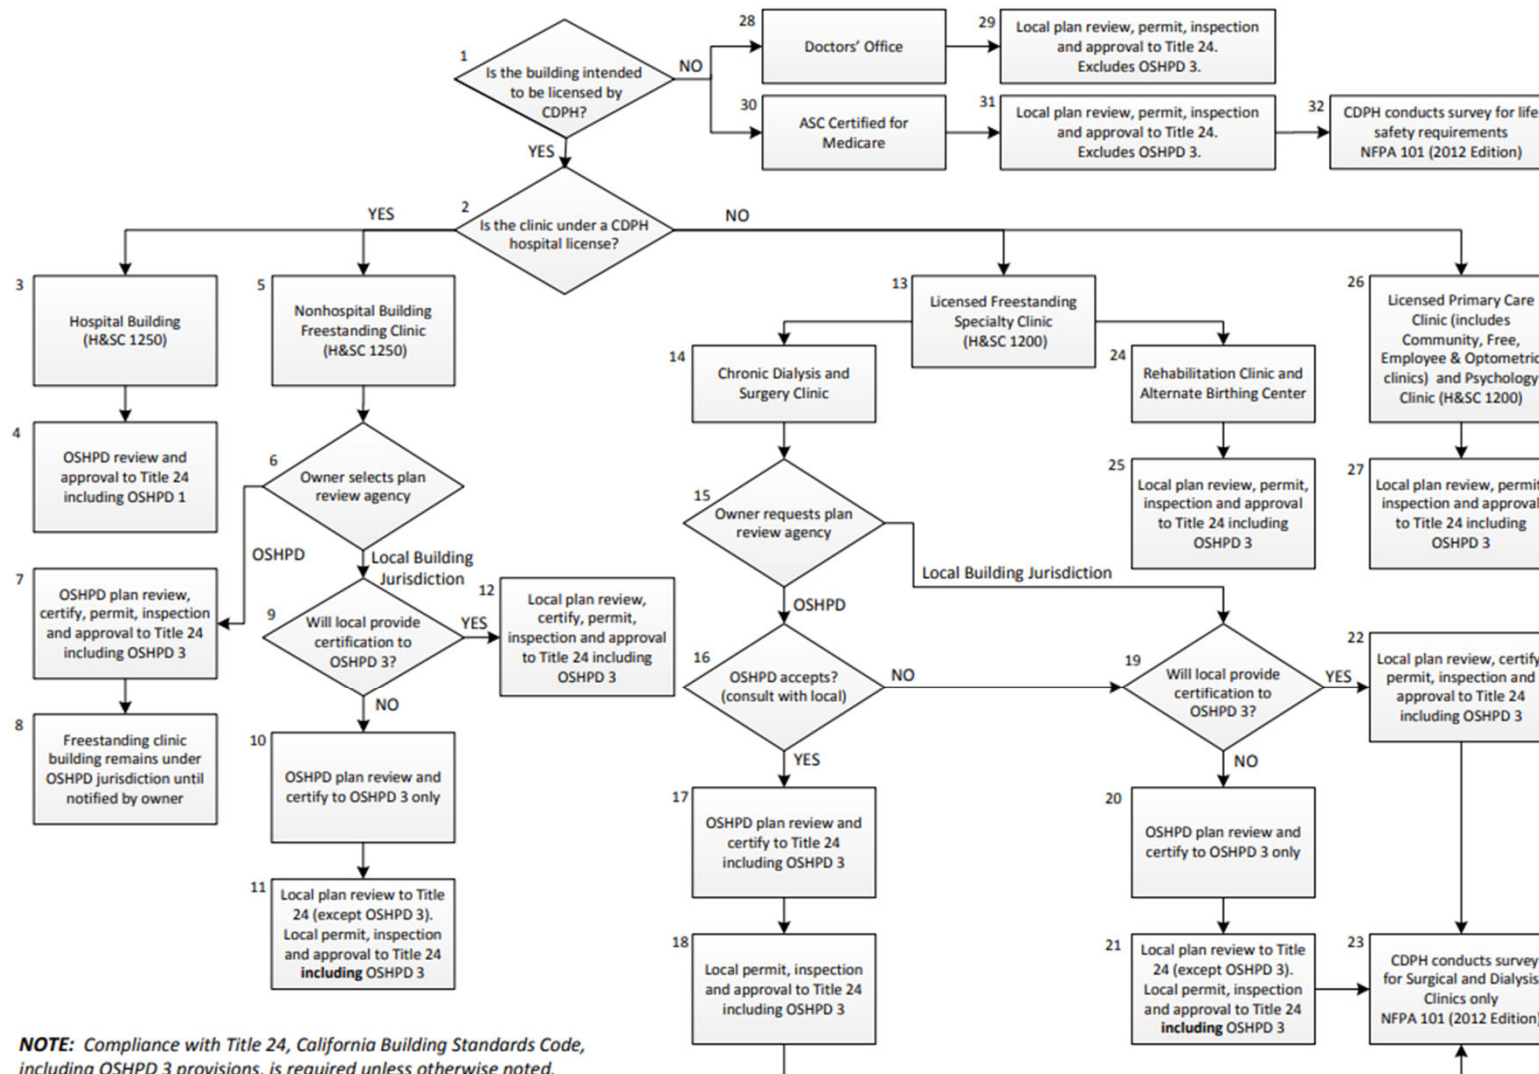 1
Is the building intended
to be licensed by
CDPH?
NO
YES
28
Doctors' Office
29
Local plan review, permit, inspection
and approval to Title 24.
Excludes OSHPD 3.
30
ASC Certified for
Medicare
31
Local plan review, permit, inspection
and approval to Title 24.
Excludes OSHPD 3.
32
CDPH conducts survey for life
safety requirements
NFPA 101 (2012 Edition)
2
Is the clinic under a CDPH
hospital license?
YES
NO
3
Hospital Building
(H&SC 1250)
4
OSHPD review and
approval to Title 24
including OSHPD 1
5
Nonhospital Building
Freestanding Clinic
(H&SC 1250)
6
Owner selects plan
review agency
OSHPD
Local Building
Jurisdiction
7
OSHPD plan review,
certify, permit, inspection
and approval to Title 24
including OSHPD 3
8
Freestanding clinic
building remains under
OSHPD jurisdiction until
notified by owner
9
Will local provide
certification to
OSHPD 3?
YES
NO
12
Local plan review,
certify, permit,
inspection and approval
to Title 24 including
OSHPD 3
10
OSHPD plan review and
certify to OSHPD 3 only
11
Local plan review to Title
24 (except OSHPD 3).
Local permit, inspection
and approval to Title 24
including OSHPD 3
13
Licensed Freestanding
Specialty Clinic
(H&SC 1200)
14
Chronic Dialysis and
Surgery Clinic
15
Owner requests plan
review agency
Local Building Jurisdiction
OSHPD
16
OSHPD accepts?
(consult with local)
NO
YES
17
OSHPD plan review and
certify to Title 24
including OSHPD 3
18
Local permit, inspection
and approval to Title 24
including OSHPD 3
24
Rehabilitation Clinic and
Alternate Birthing Center
25
Local plan review, permit,
inspection and approval
to Title 24 including
OSHPD 3
19
Will local provide
certification to
OSHPD 3?
YES
NO
20
OSHPD plan review and
certify to OSHPD 3 only
21
Local plan review to Title
24 (except OSHPD 3).
Local permit, inspection
and approval to Title 24
including OSHPD 3
26
Licensed Primary Care
Clinic (includes
Community, Free,
Employee & Optometric
clinics) and Psychology
Clinic (H&SC 1200)
27
Local plan review, permit,
inspection and approval
to Title 24 including
OSHPD 3
22
Local plan review, certify,
permit, inspection and
approval to Title 24
including OSHPD 3
23
CDPH conducts survey
for Surgical and Dialysis
Clinics only
NFPA 101 (2012 Edition)
NOTE: Compliance with Title 24, California Building Standards Code,
including OSHPD 3 provisions, is required unless otherwise noted.